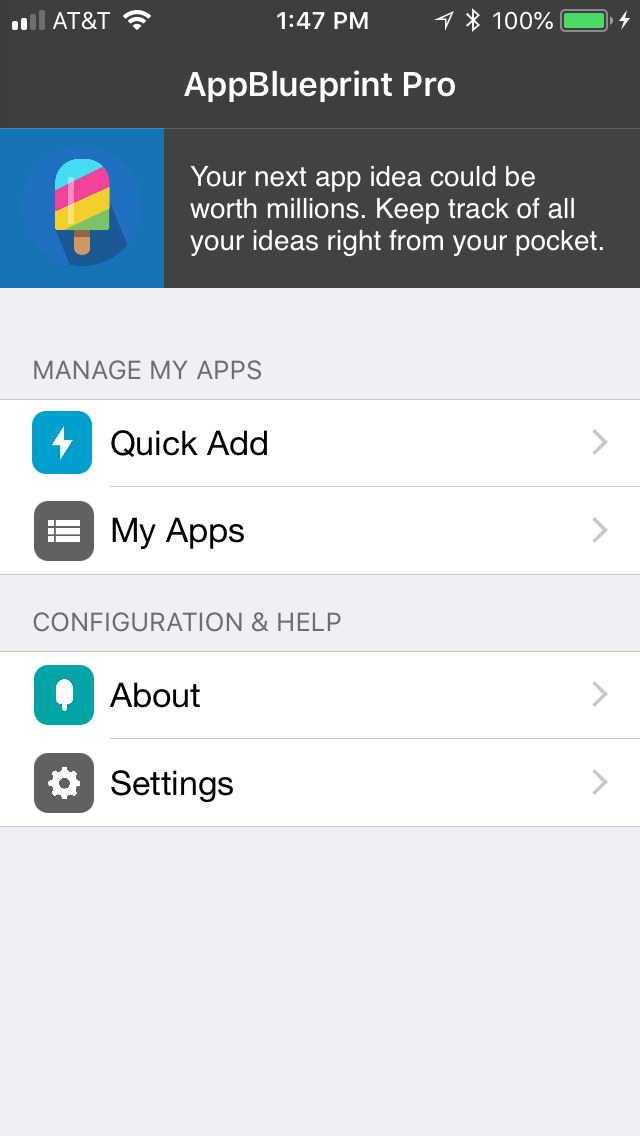 AT&T 1:47 PM 100%
AppBlueprint Pro
Your next app idea could be
worth millions. Keep track of all
your ideas right from your pocket.
MANAGE MY APPS
Quick Add
My Apps
CONFIGURATION & HELP
About
Settings